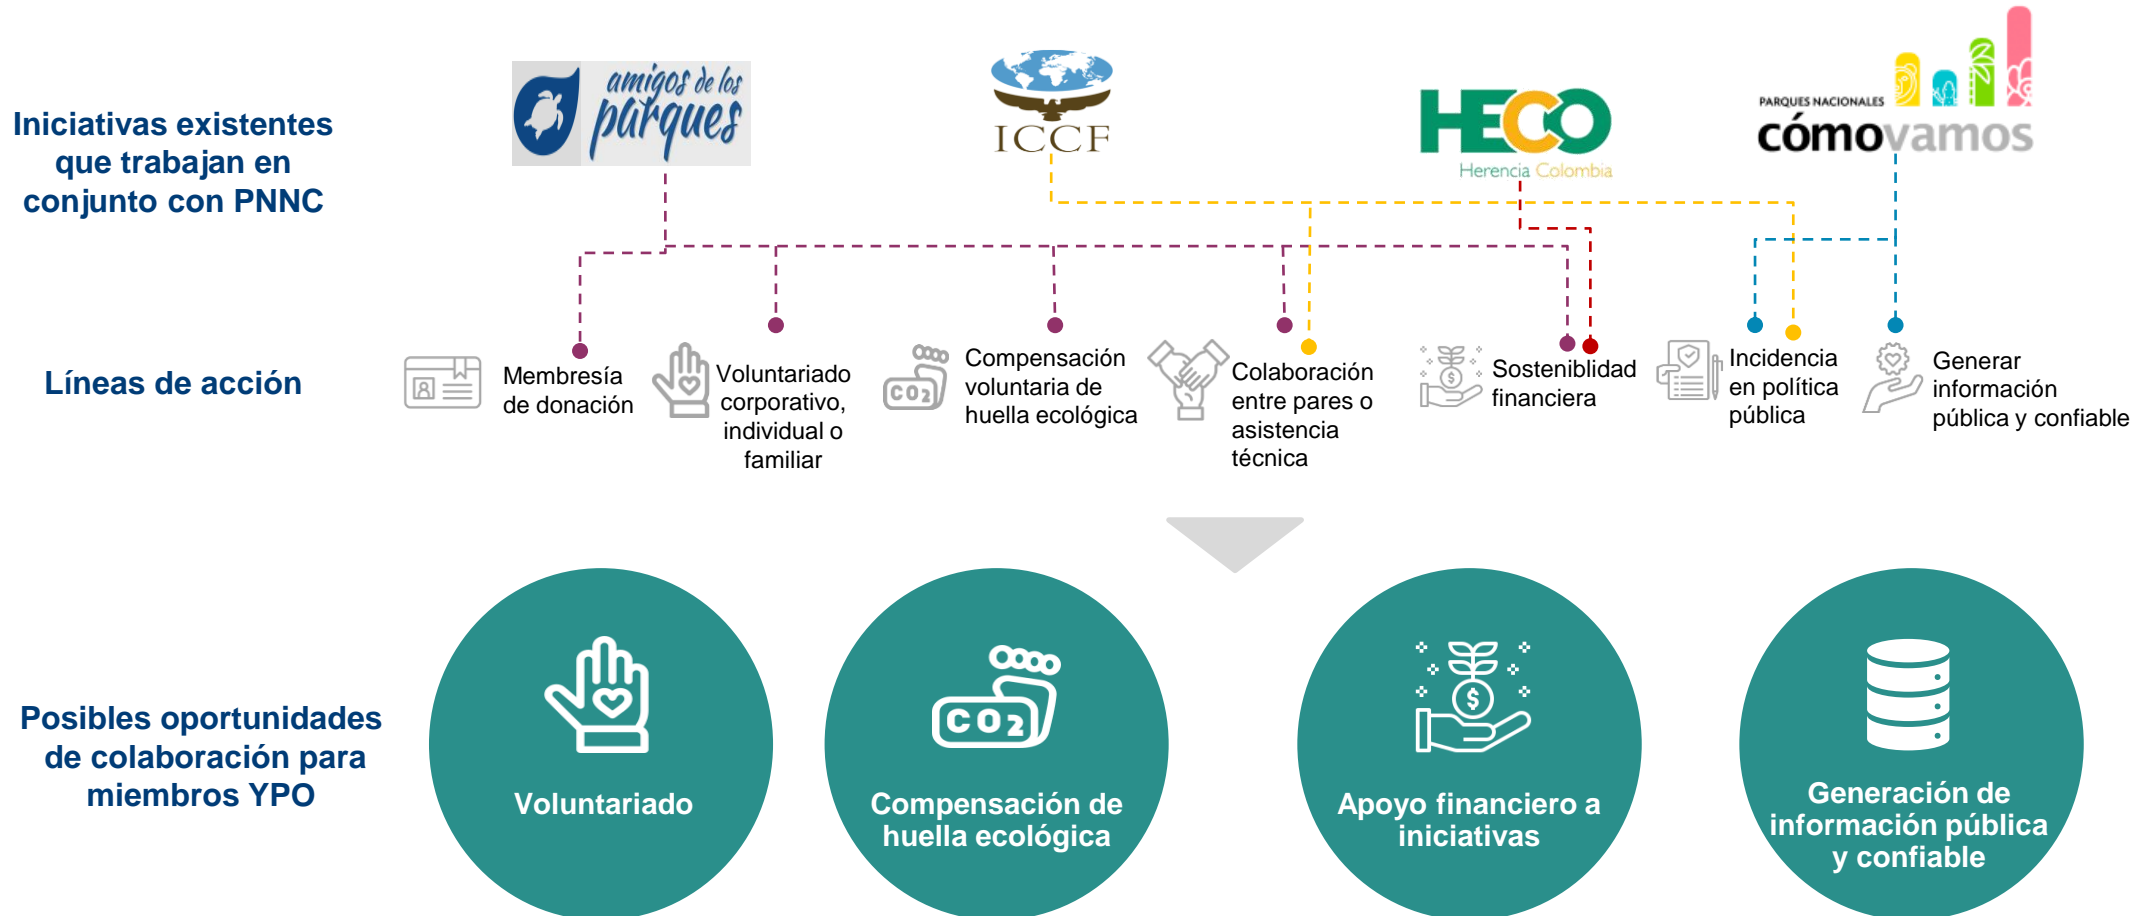 Iniciativas existentes
que trabajan en
conjunto con PNNC
amigos de los
parques
ICCF
HECO
Herencia Colombia
PARQUES NACIONALES
cómovamos
Líneas de acción
Membresía
de donación
Voluntariado
corporativo,
individual o
familiar
CO2
Compensación
voluntaria de
huella ecológica
Colaboración
entre pares o
asistencia
técnica
$
Sosteniblidad
financiera
Incidencia
en política
pública
Generar
información
pública y confiable
Posibles oportunidades
de colaboración para
miembros YPO
Voluntariado
CO2
Compensación de
huella ecológica
$
Apoyo financiero a
iniciativas
Generación de
información pública
y confiable